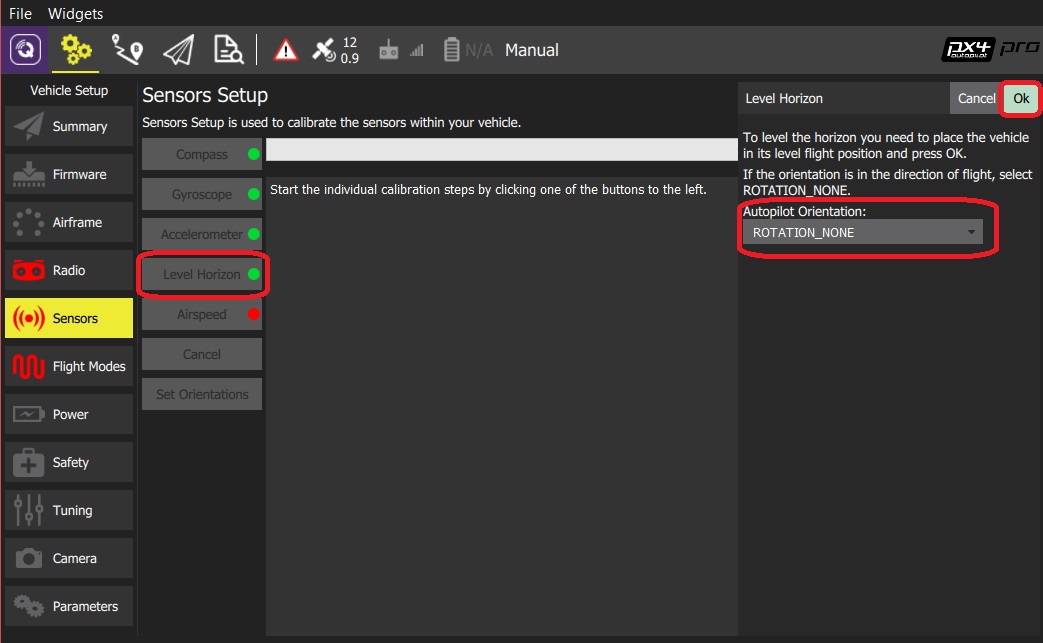 File Widgets
12
0.9
N/A
Manual
px4
autopilot
pro
Vehicle Setup
Summary
Firmware
Airframe
Radio
Sensors
Flight Modes
Power
Safety
Tuning
Camera
Parameters
Sensors Setup
Sensors Setup is used to calibrate the sensors within your vehicle.
Compass
Gyroscope
Accelerometer
Level Horizon
Airspeed
Cancel
Set Orientations
Start the individual calibration steps by clicking one of the buttons to the left.
Level Horizon
Cancel
Ok
To level the horizon you need to place the vehicle
in its level flight position and press OK.
If the orientation is in the direction of flight, select
ROTATION_NONE.
Autopilot Orientation:
ROTATION_NONE